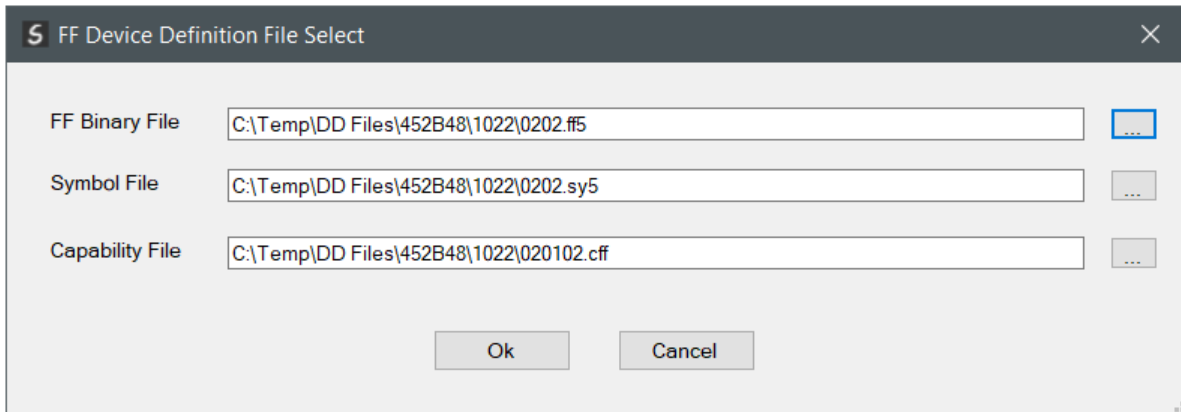 S FF Device Definition File Select
FF Binary File C:\Temp\DD Files\452B48\1022\0202.ff5 ...
Symbol File C:\Temp\DD Files\452B48\1022\0202.sy5 ...
Capability File C:\Temp\DD Files\452B48\1022\020102.cff ...
Ok Cancel